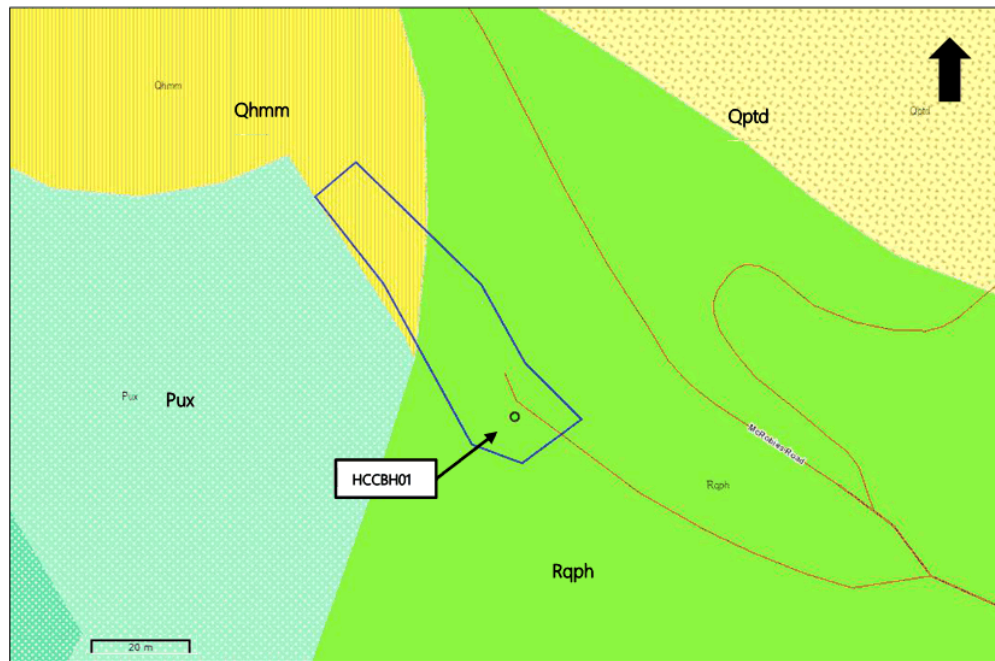 Qhmm
Qhmm
Qptd
Qptd
Pux
Pux
McRobies Road
HCCBH01
Rqph
Rqph
20 m